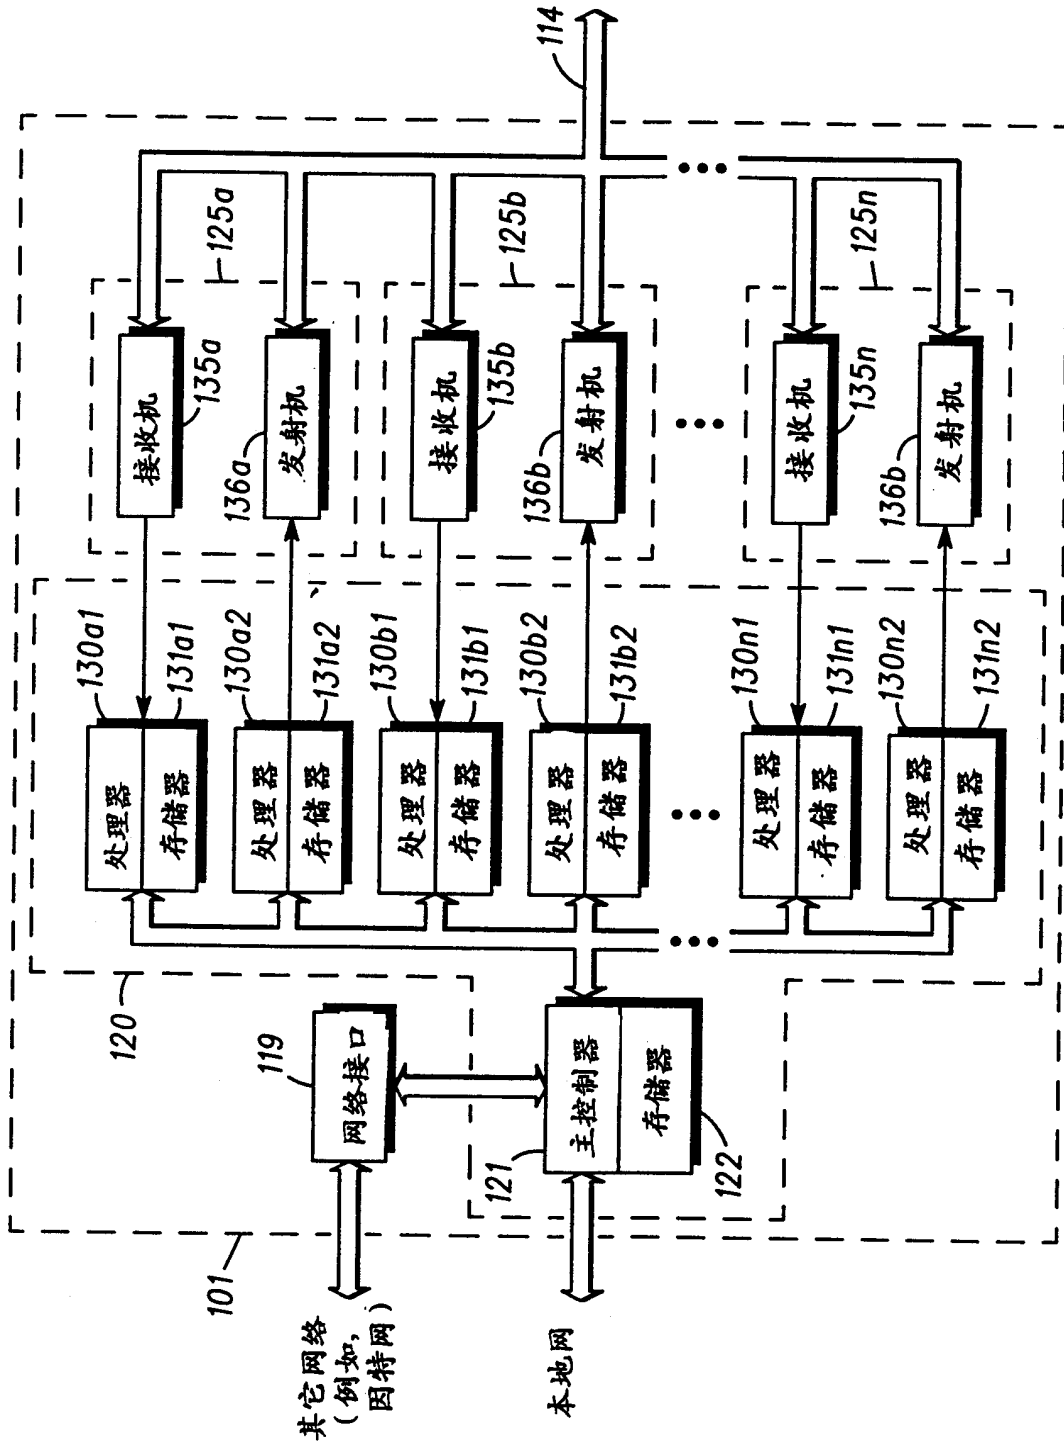 其它网络
(例如,
因特网)
本地网
101
120
119
网络接口
121
主控制器
存储器
122
130a1
处理器
存储器
131a1
130a2
处理器
存储器
131a2
130b1
处理器
存储器
131b1
130b2
处理器
存储器
131b2
130n1
处理器
存储器
131n1
130n2
处理器
存储器
131n2
接收机
135a
125a
136a
发射机
接收机
135b
125b
136b
发射机
接收机
135n
125n
136b
发射机
114